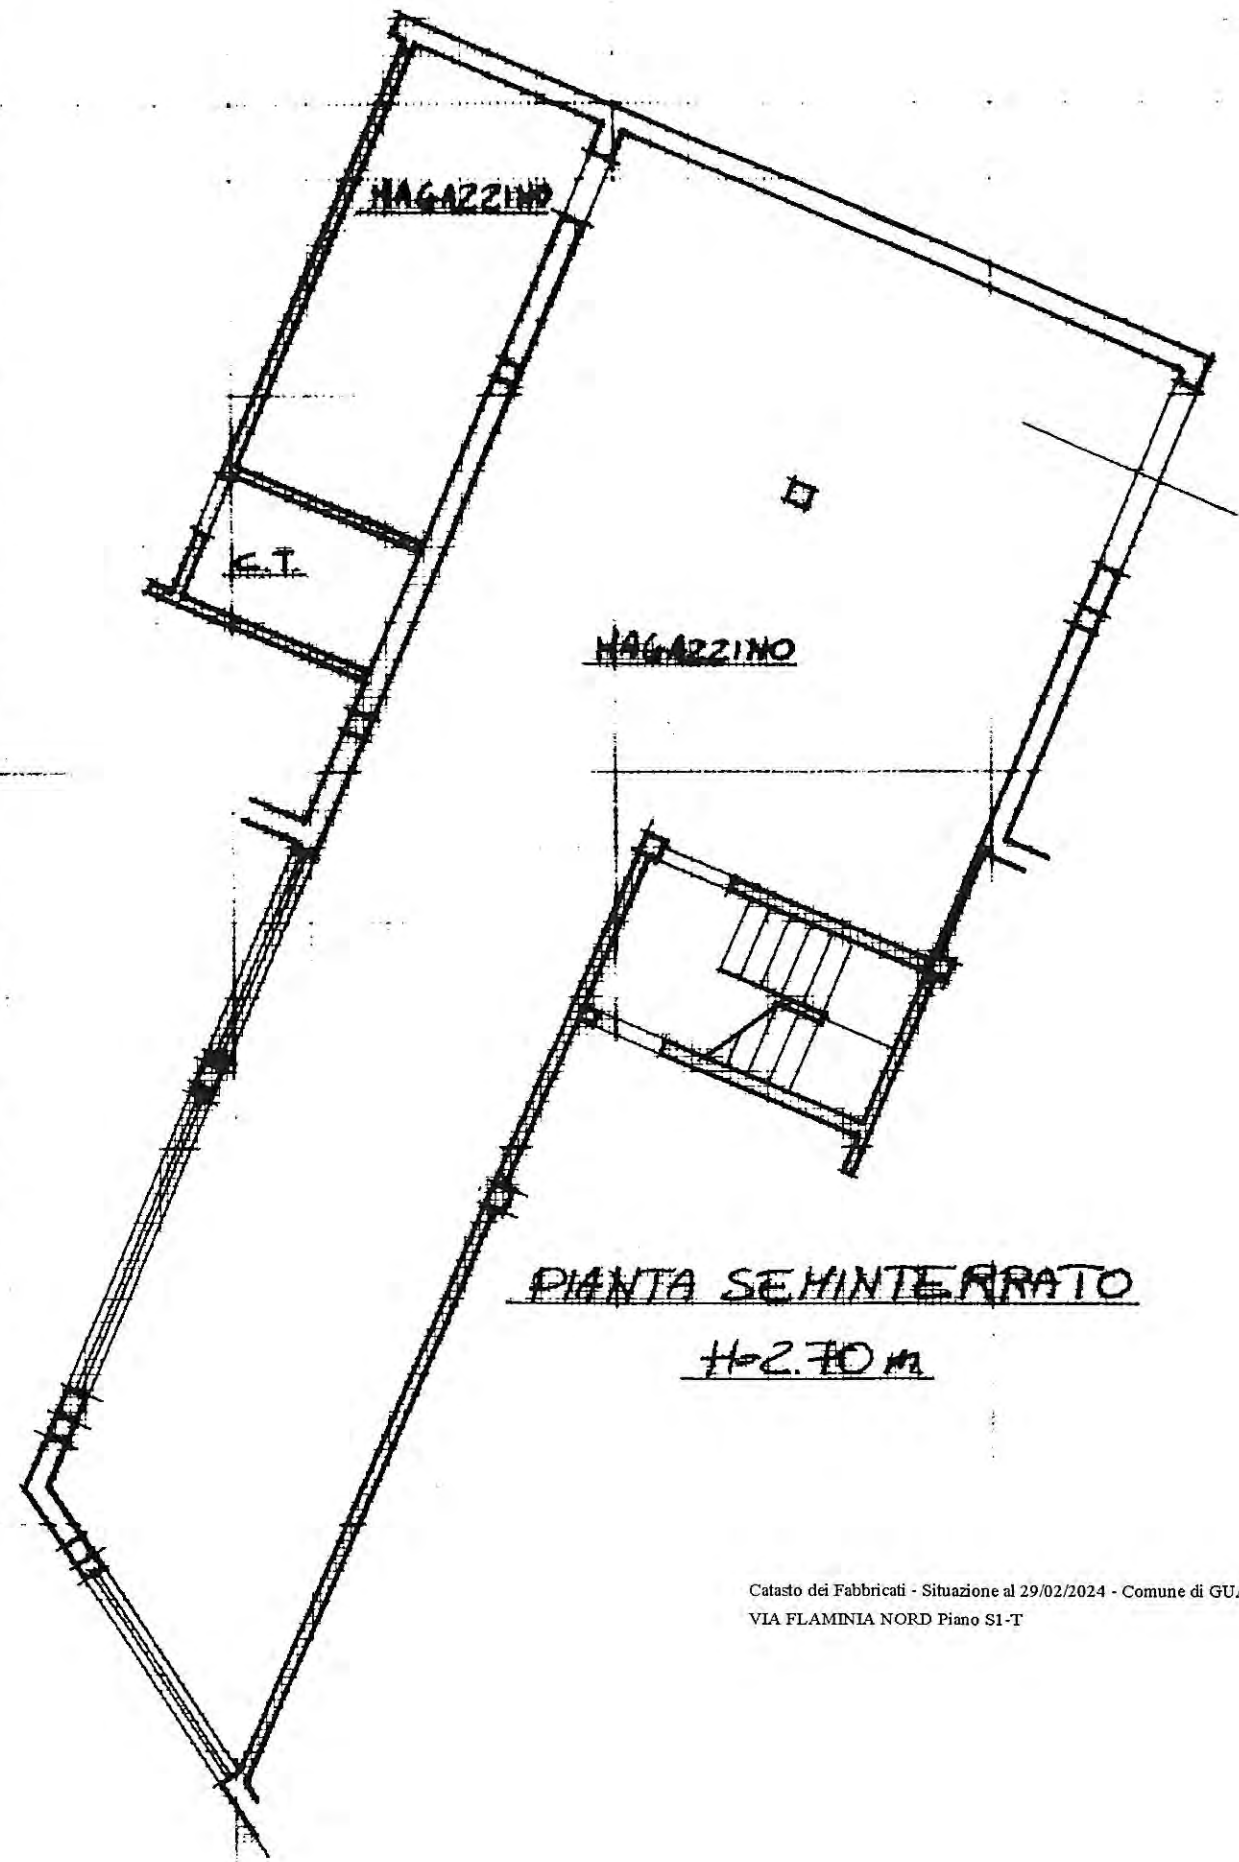 MAGAZZINO
C.T.
MAGAZZINO
PIANTA SEMINTERRATO
H=2.70 m
Catasto dei Fabbricati - Situazione al 29/02/2024 - Comune di GU
VIA FLAMINIA NORD Piano S1-T